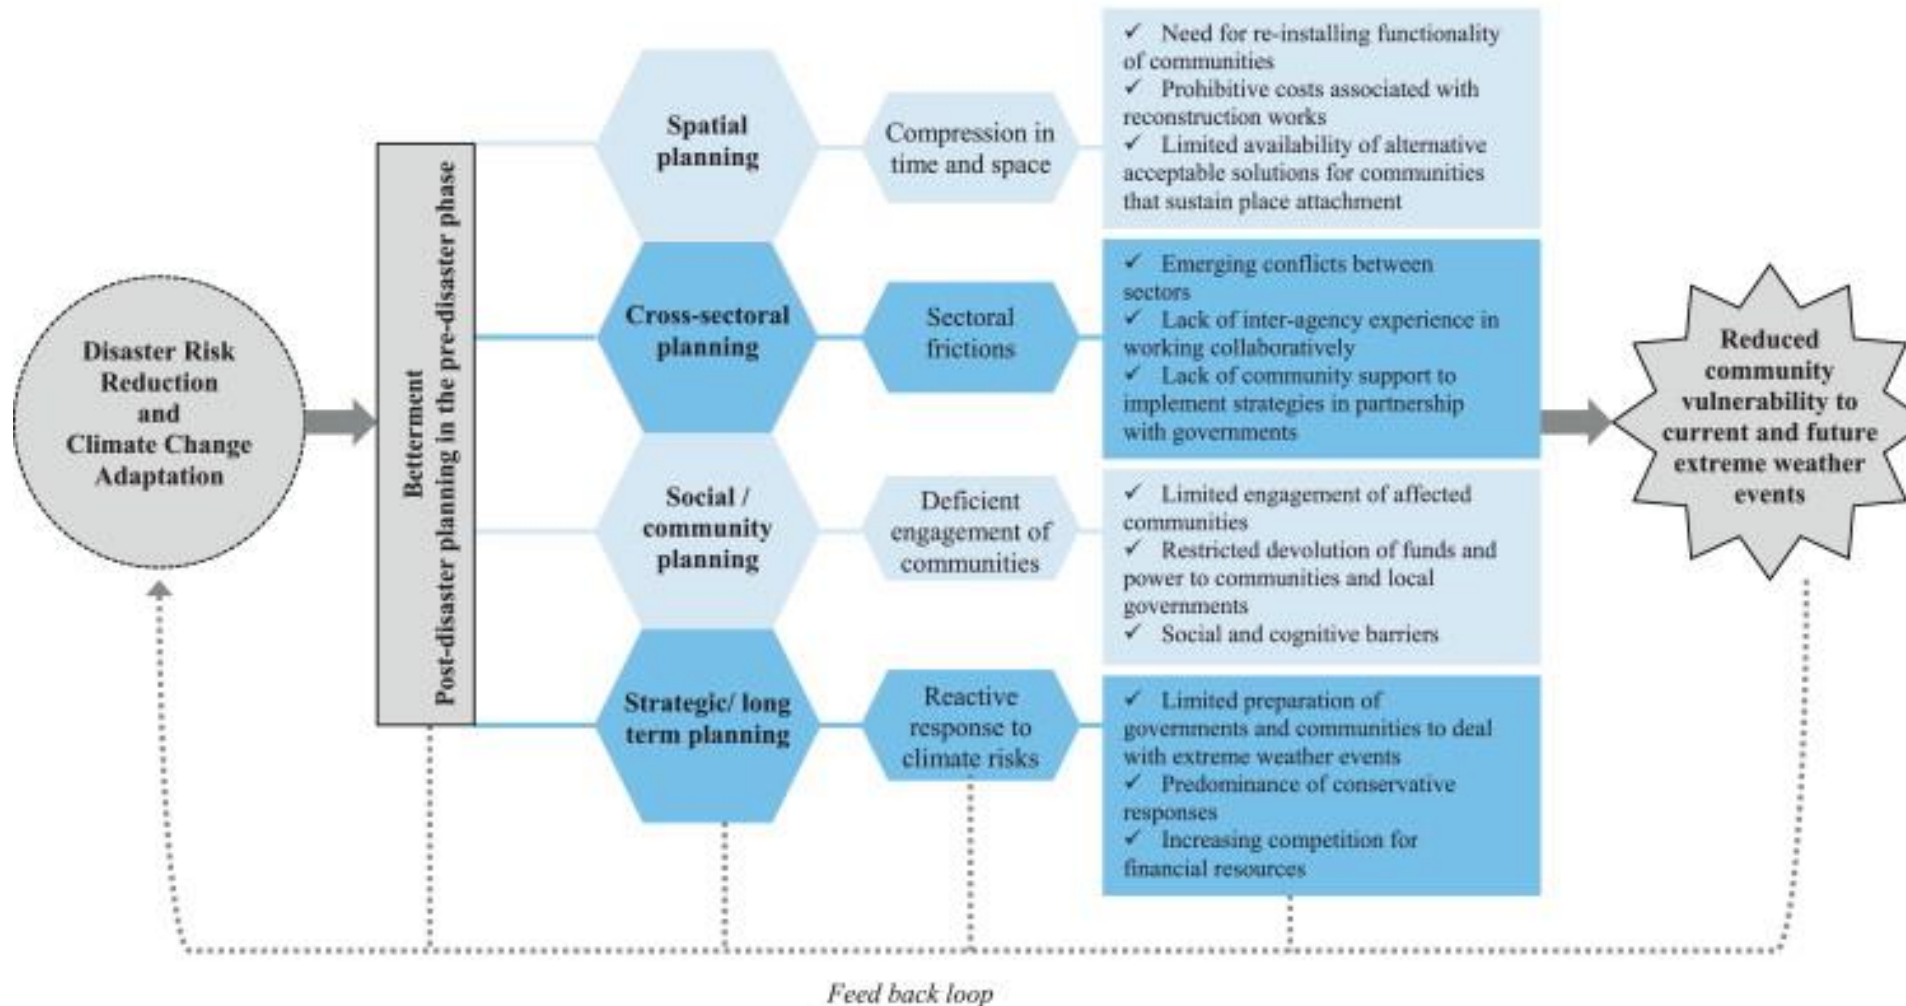 Disaster Risk
Reduction
and
Climate Change
Adaptation
Betterment
Post-disaster planning in the pre-disaster phase
Spatial
planning
Compression in
time and space
✓ Need for re-installing functionality
of communities
✓ Prohibitive costs associated with
reconstruction works
✓ Limited availability of alternative
acceptable solutions for communities
that sustain place attachment
Cross-sectoral
planning
Sectoral
frictions
✓ Emerging conflicts between
sectors
✓ Lack of inter-agency experience in
working collaboratively
✓ Lack of community support to
implement strategies in partnership
with governments
Social /
community
planning
Deficient
engagement of
communities
✓ Limited engagement of affected
communities
✓ Restricted devolution of funds and
power to communities and local
governments
✓ Social and cognitive barriers
Strategic/ long
term planning
Reactive
response to
climate risks
✓ Limited preparation of
governments and communities to deal
with extreme weather events
✓ Predominance of conservative
responses
✓ Increasing competition for
financial resources
Reduced
community
vulnerability to
current and future
extreme weather
events
Feed back loop